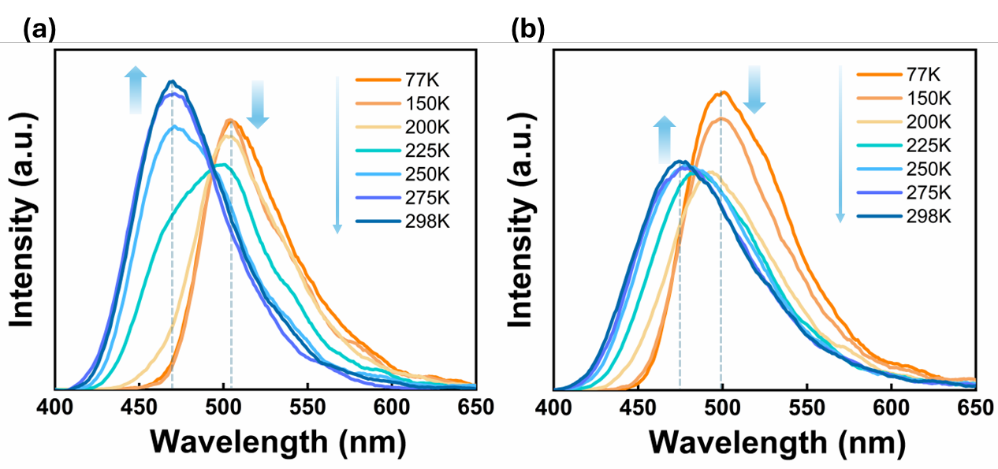 (a)
77K
150K
200K
225K
250K
275K
298K
Intensity (a.u.)
400 450 500 550 600 650
Wavelength (nm)
(b)
77K
150K
200K
225K
250K
275K
298K
Intensity (a.u.)
400 450 500 550 600 650
Wavelength (nm)